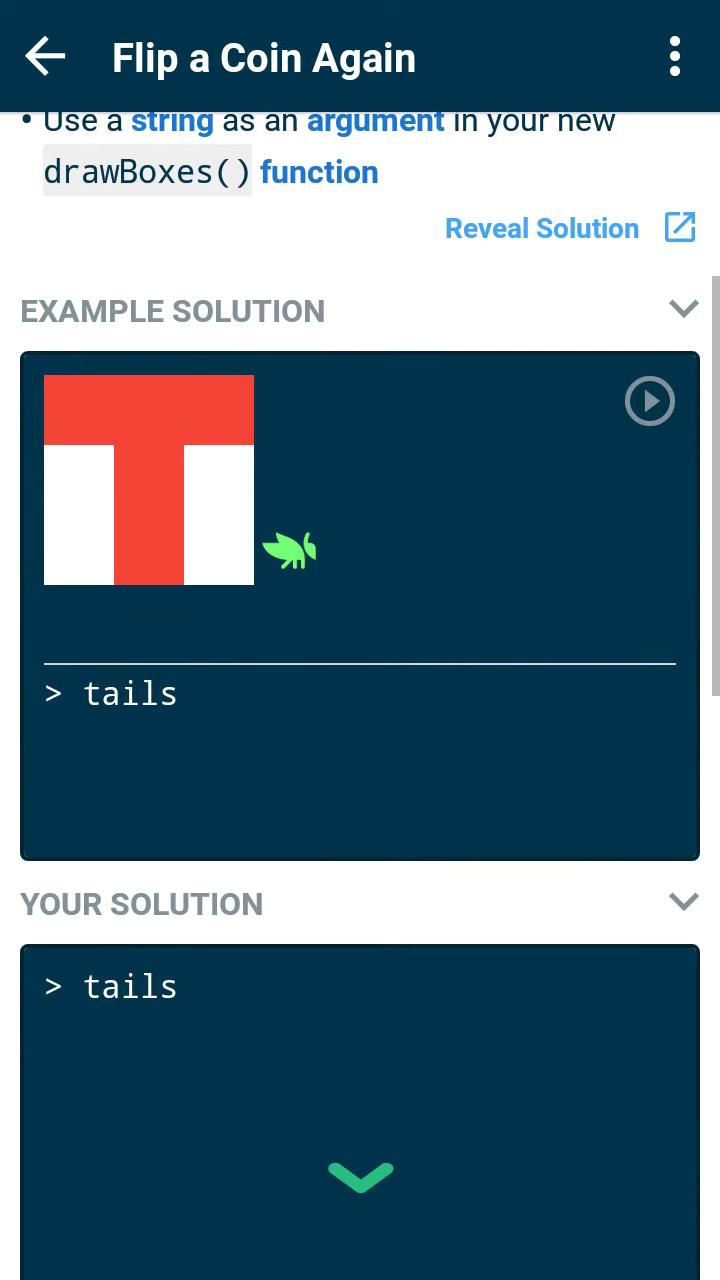 Flip a Coin Again
• Use a string as an argument in your new
drawBoxes() function
Reveal Solution
EXAMPLE SOLUTION
> tails
YOUR SOLUTION
> tails